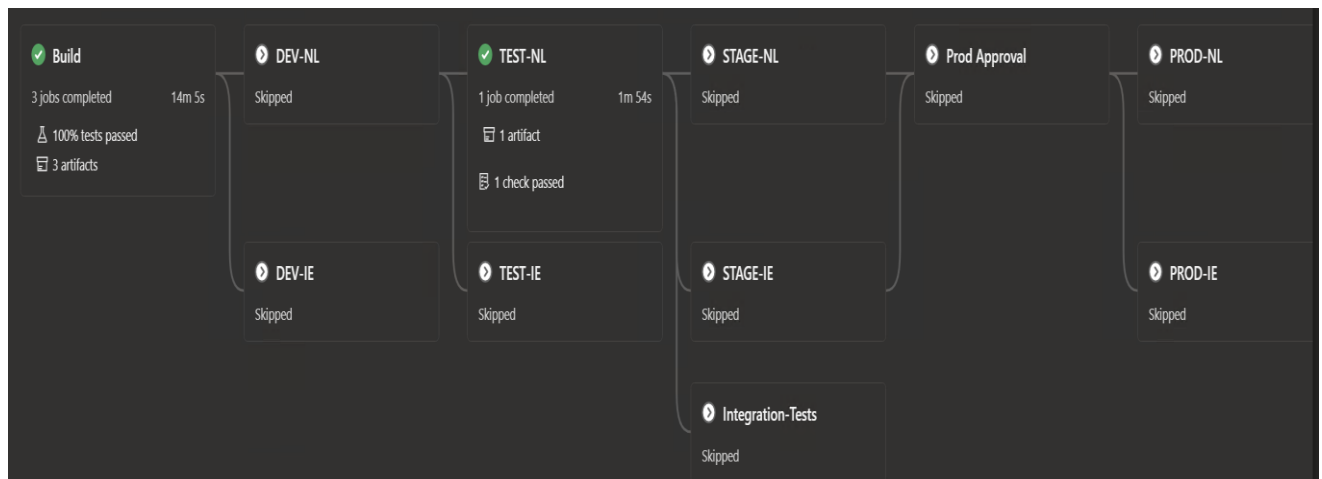 Build
3 jobs completed 14m 5s
100% tests passed
3 artifacts
DEV-NL
Skipped
DEV-IE
Skipped
TEST-NL
1 job completed 1m 54s
1 artifact
1 check passed
TEST-IE
Skipped
STAGE-NL
Skipped
STAGE-IE
Skipped
Integration-Tests
Skipped
Prod Approval
Skipped
PROD-NL
Skipped
PROD-IE
Skipped